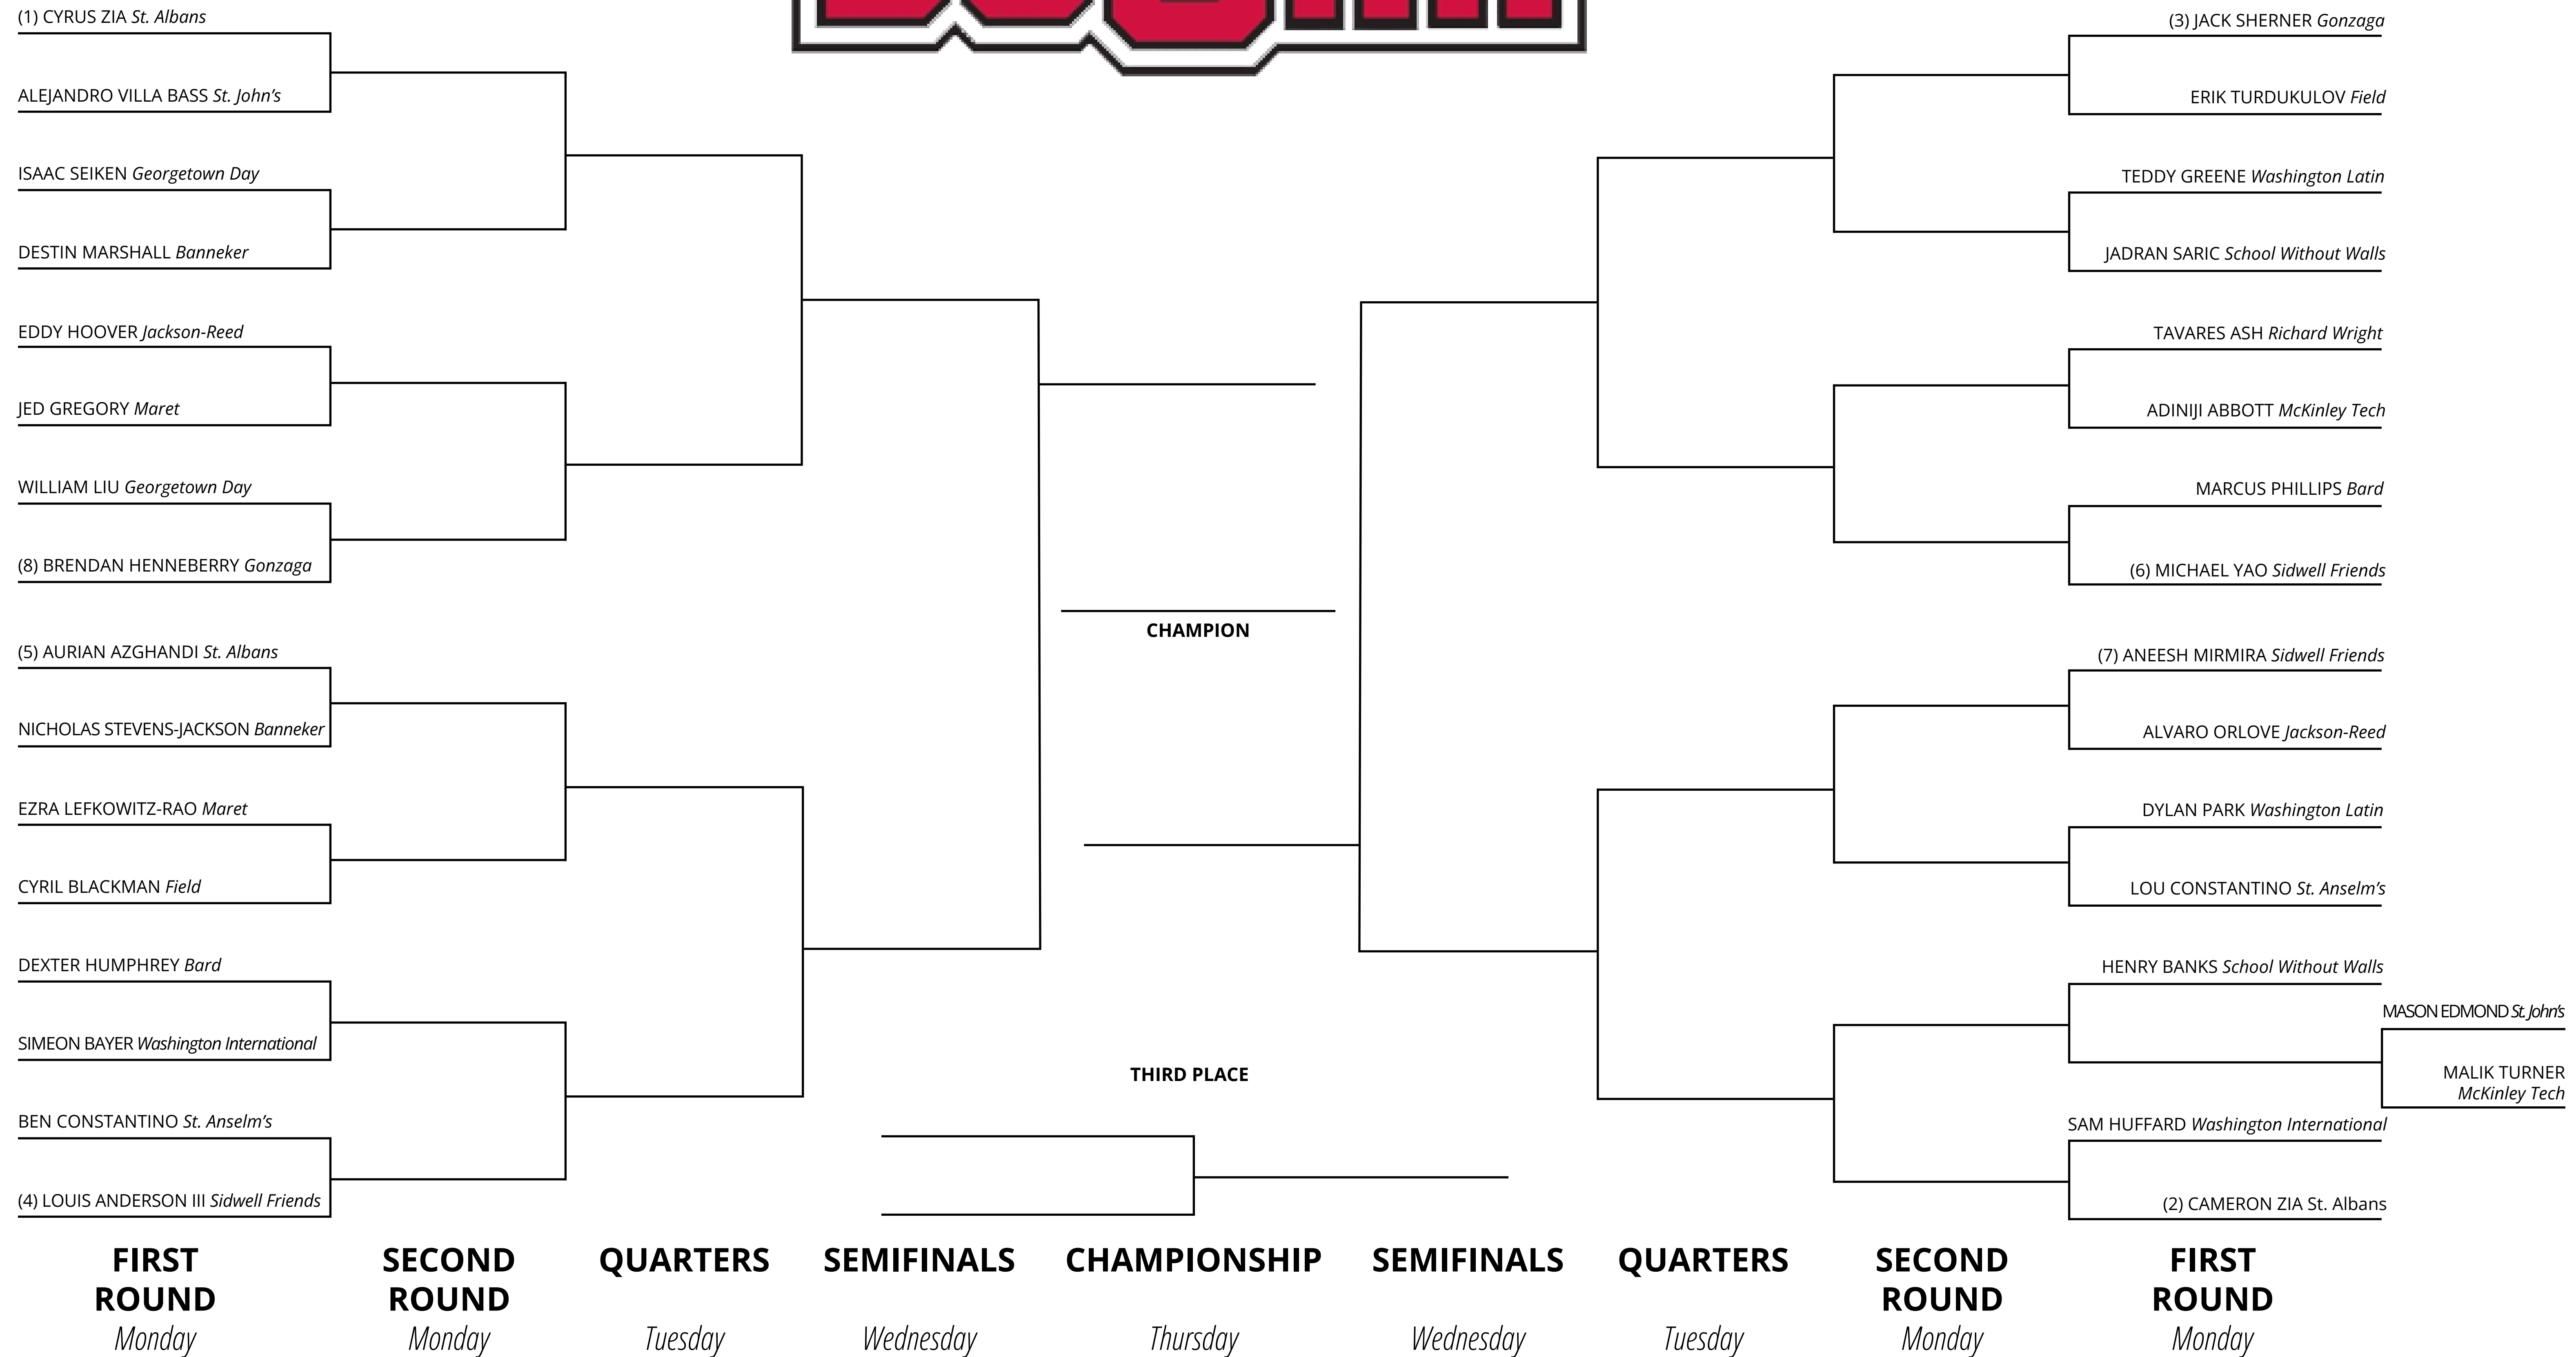 (1) CYRUS ZIA St. Albans
ALEJANDRO VILLA BASS St. John’s
ISAAC SEIKEN Georgetown Day
DESTIN MARSHALL Banneker
EDDY HOOVER Jackson-Reed
JED GREGORY Maret
WILLIAM LIU Georgetown Day
(8) BRENDAN HENNEBERRY Gonzaga
(5) AURIAN AZGHANDI St. Albans
NICHOLAS STEVENS-JACKSON Banneker
EZRA LEFKOWITZ-RAO Maret
CYRIL BLACKMAN Field
DEXTER HUMPHREY Bard
SIMEON BAYER Washington International
BEN CONSTANTINO St. Anselm’s
(4) LOUIS ANDERSON III Sidwell Friends
CHAMPION
THIRD PLACE
(3) JACK SHERNER Gonzaga
ERIK TURDUKULOV Field
TEDDY GREENE Washington Latin
JADRAN SARIC School Without Walls
TAVARES ASH Richard Wright
ADINIJI ABBOTT McKinley Tech
MARCUS PHILLIPS Bard
(6) MICHAEL YAO Sidwell Friends
(7) ANEESH MIRMIRA Sidwell Friends
ALVARO ORLOVE Jackson-Reed
DYLAN PARK Washington Latin
LOU CONSTANTINO St. Anselm’s
HENRY BANKS School Without Walls
MASON EDMOND St. John’s
MALIK TURNER
McKinley Tech
SAM HUFFARD Washington International
(2) CAMERON ZIA St. Albans
FIRST
ROUND
Monday
SECOND
ROUND
Monday
QUARTERS
Tuesday
SEMIFINALS
Wednesday
CHAMPIONSHIP
Thursday
SEMIFINALS
Wednesday
QUARTERS
Tuesday
SECOND
ROUND
Monday
FIRST
ROUND
Monday